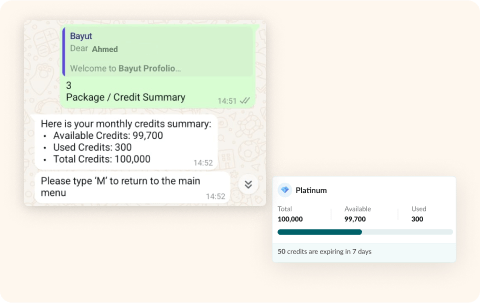 Bayut
Dear Ahmed
Welcome to Bayut Profolio...
3
Package / Credit Summary
14:51
Here is your monthly credits summary:
• Available Credits: 99,700
• Used Credits: 300
• Total Credits: 100,000
14:52
Please type ‘M’ to return to the main
menu
14:52
Platinum
Total Available Used
100,000 99,700 300
50 credits are expiring in 7 days